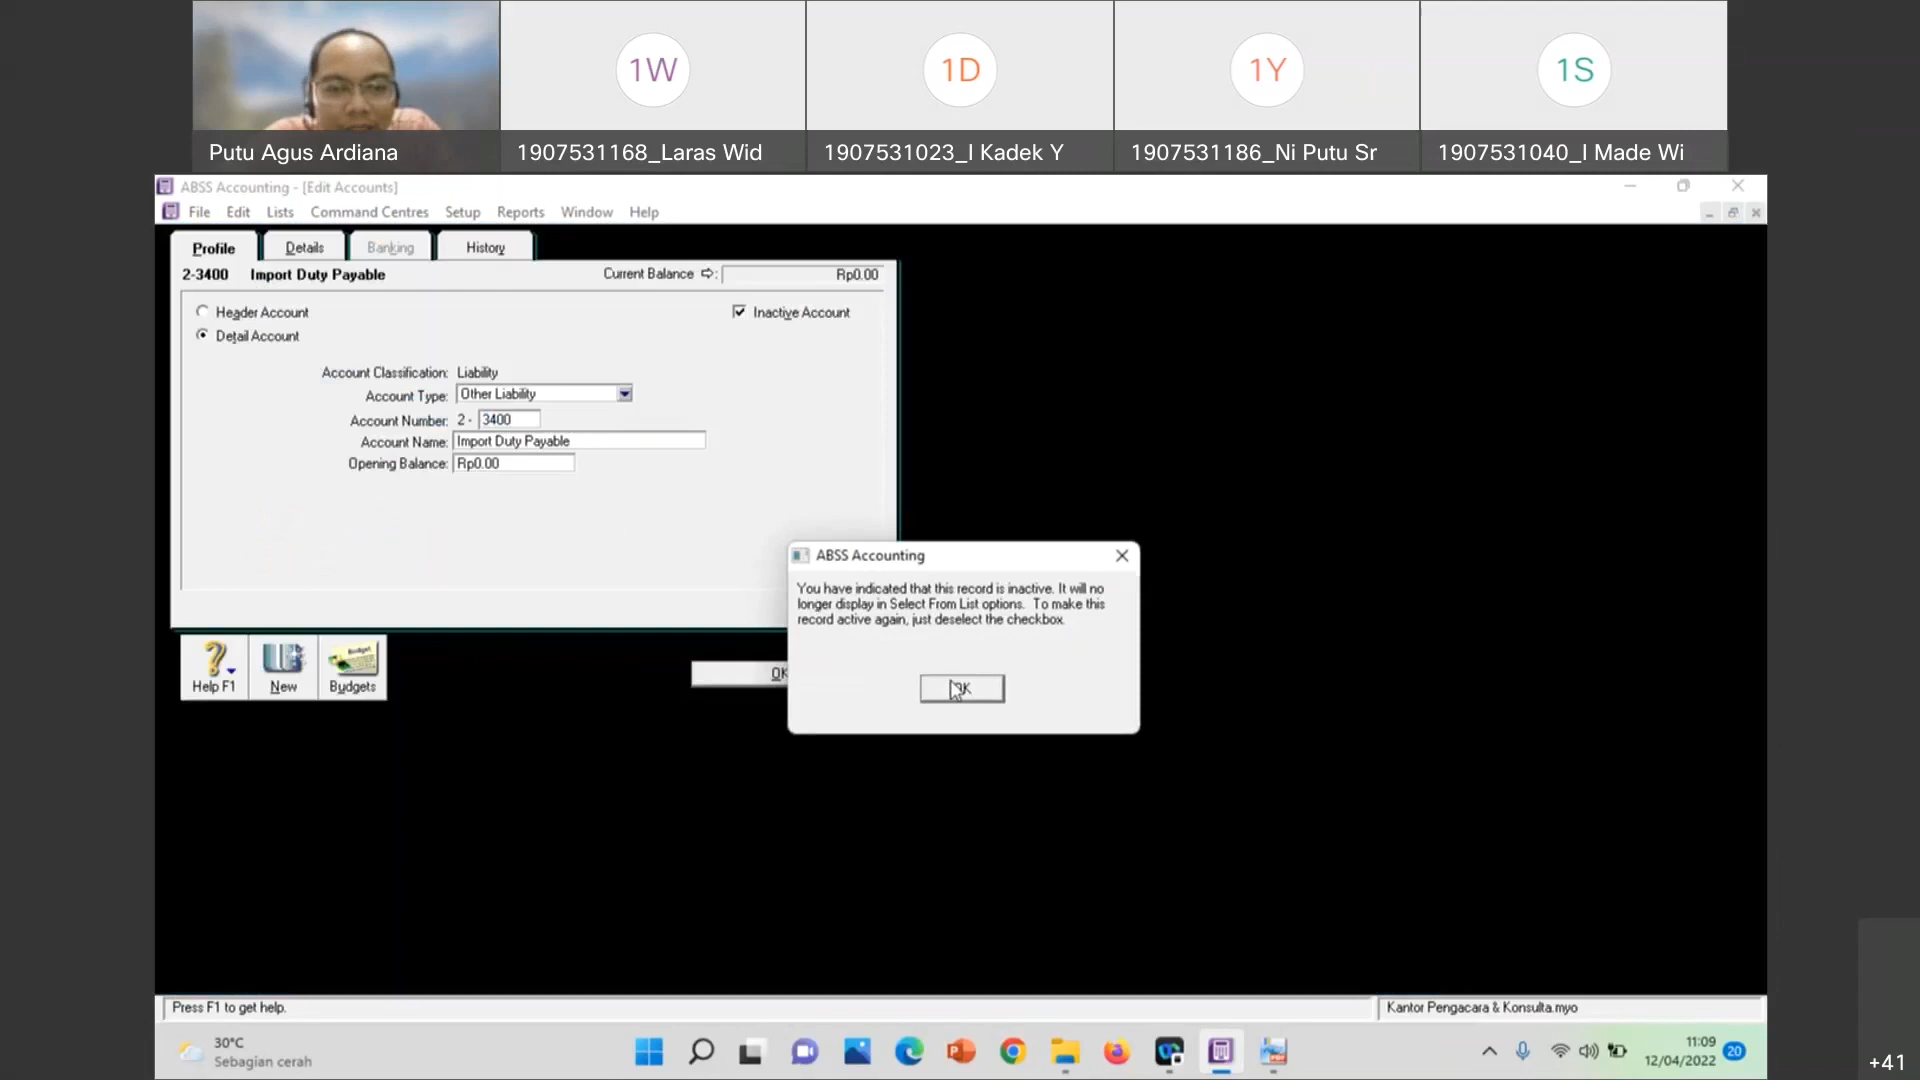 1W
1D
1Y
1S
Putu Agus Ardiana
1907531168_Laras Wid
1907531023_I Kadek Y
1907531186_Ni Putu Sr
1907531040_I Made Wi
ABSS Accounting - [Edit Accounts]
File Edit Lists Command Centres Setup Reports Window Help
Profile Details Banking History
2-3400 Import Duty Payable Current Balance ⇨: Rp0.00
Header Account
Inactive Account
Detail Account
Account Classification: Liability
Account Type: Other Liability
Account Number: 2 - 3400
Account Name: Import Duty Payable
Opening Balance: Rp0.00
ABSS Accounting
You have indicated that this record is inactive. It will no
longer display in Select From List options. To make this
record active again, just deselect the checkbox.
OK
Help F1
New
Budget
Budgets
OK
Press F1 to get help.
Kantor Pengacara & Konsulta.myo
30°C
Sebagian cerah
11:09
12/04/2022
20
+41